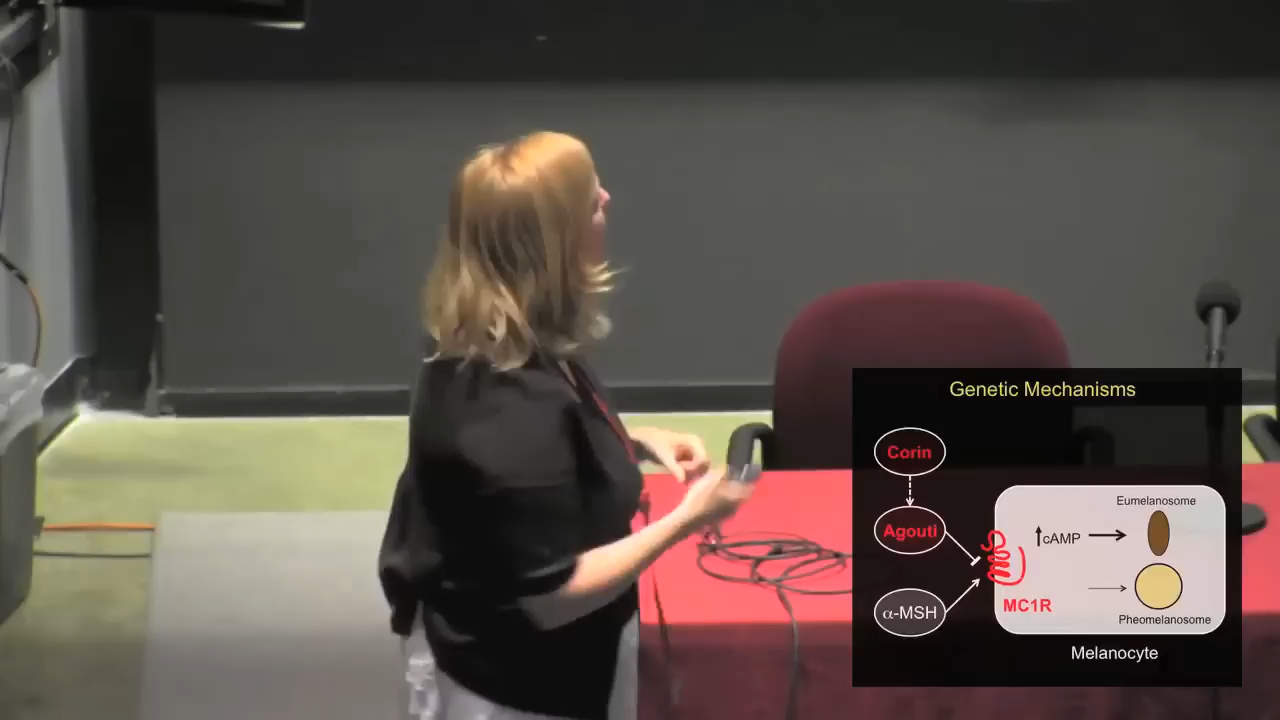 Genetic Mechanisms
Corin
Agouti
α-MSH
MC1R
cAMP
Eumelanosome
Pheomelanosome
Melanocyte